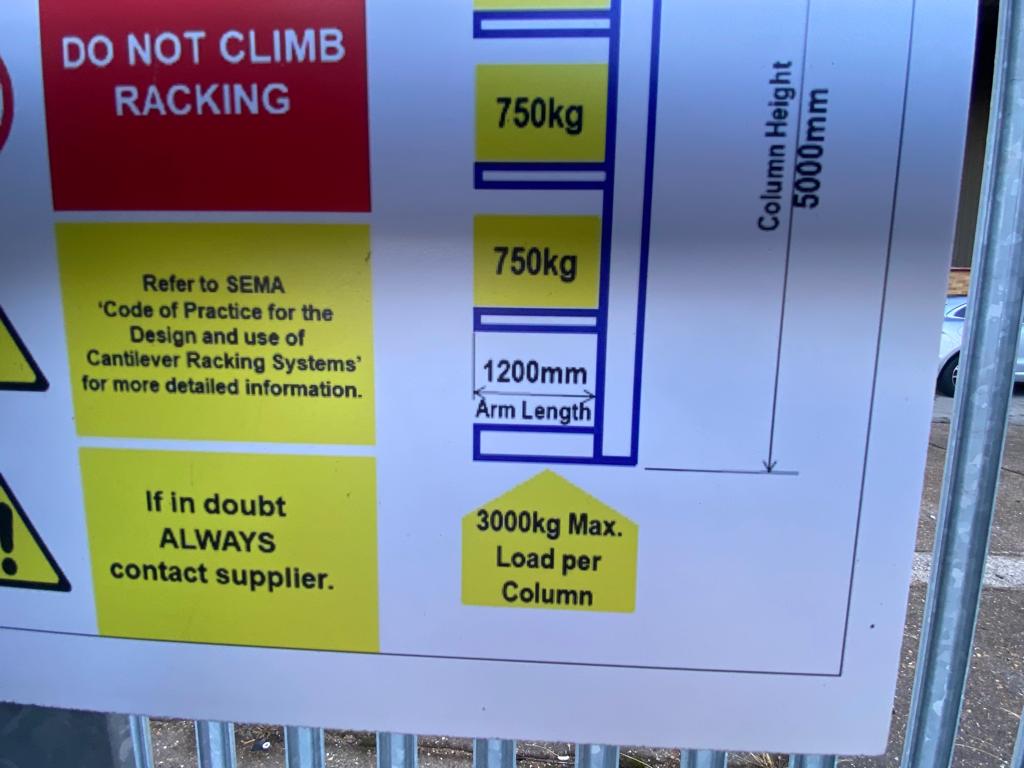 DO NOT CLIMB
RACKING
Refer to SEMA
‘Code of Practice for the
Design and use of
Cantilever Racking Systems’
for more detailed information.
If in doubt
ALWAYS
contact supplier.
750kg
750kg
1200mm
Arm Length
3000kg Max.
Load per
Column
Column Height
5000mm